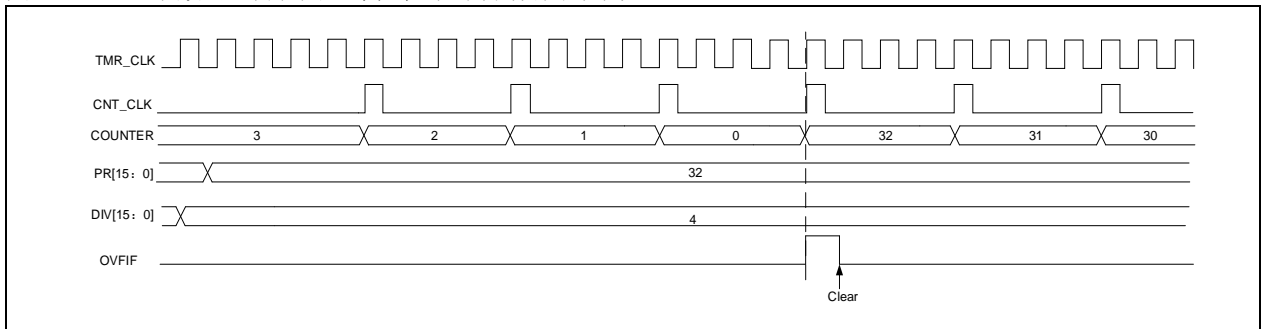 TMR_CLK
CNT_CLK
COUNTER 3 2 1 0 32 31 30
PR[15：0] 32
DIV[15：0] 4
OVFIF
Clear